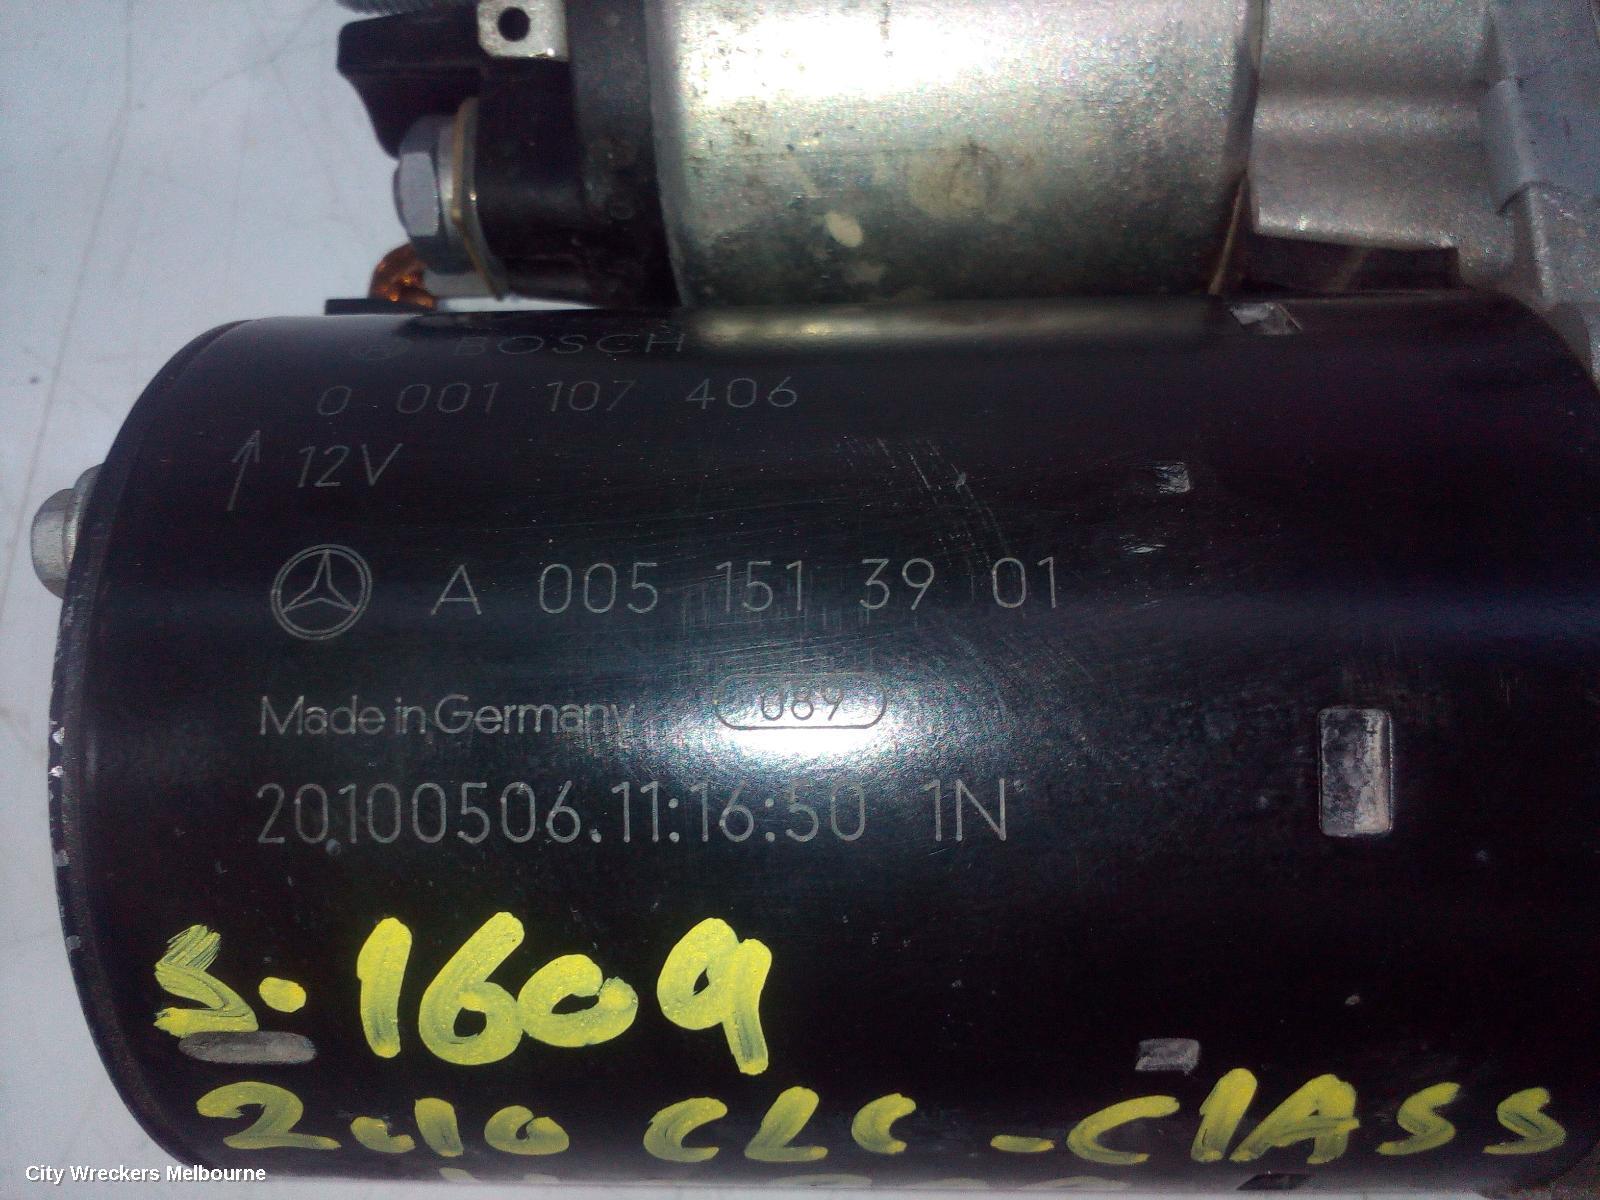 BOSCH
0 001 107 406
12V
A 005 151 39 01
Made in Germany 089
20100506.11:16:50 1N
S.1609
2010 CLC-ClASS
City Wreckers Melbourne